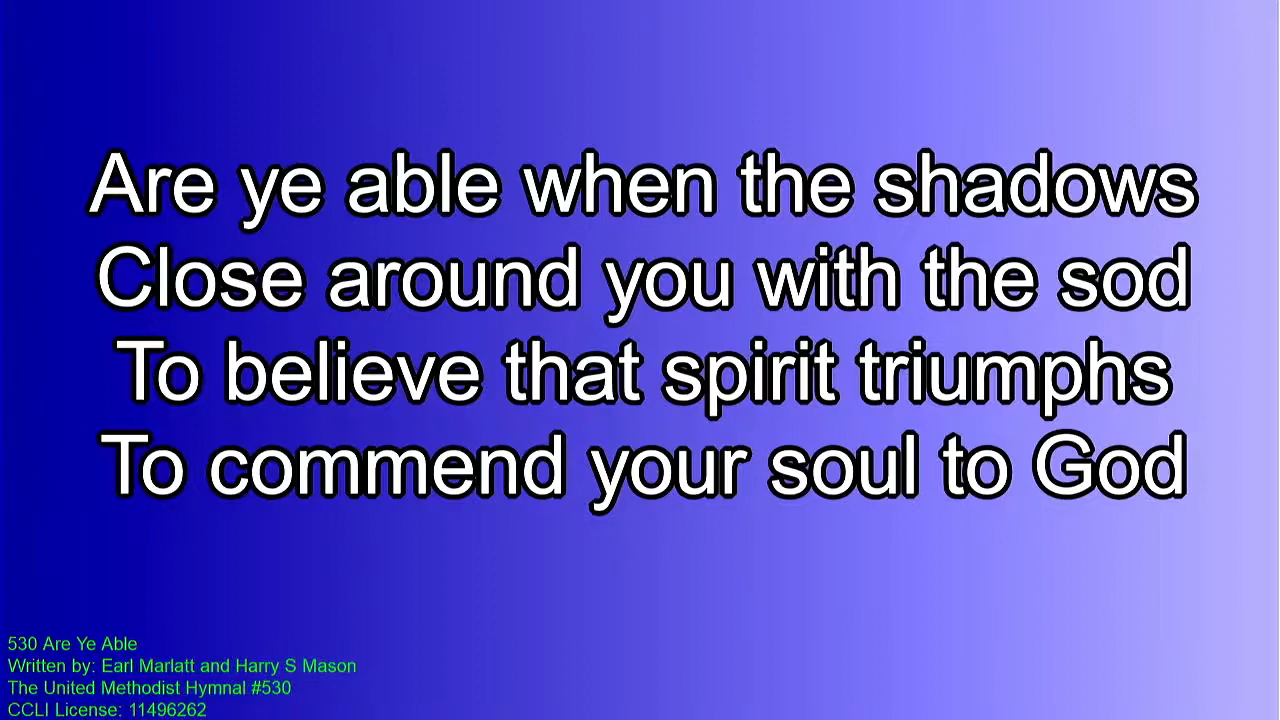 Are ye able when the shadows
Close around you with the sod
To believe that spirit triumphs
To commend your soul to God
530 Are Ye Able
Written by: Earl Marlatt and Harry S Mason
The United Methodist Hymnal #530
CCLI License: 11496262